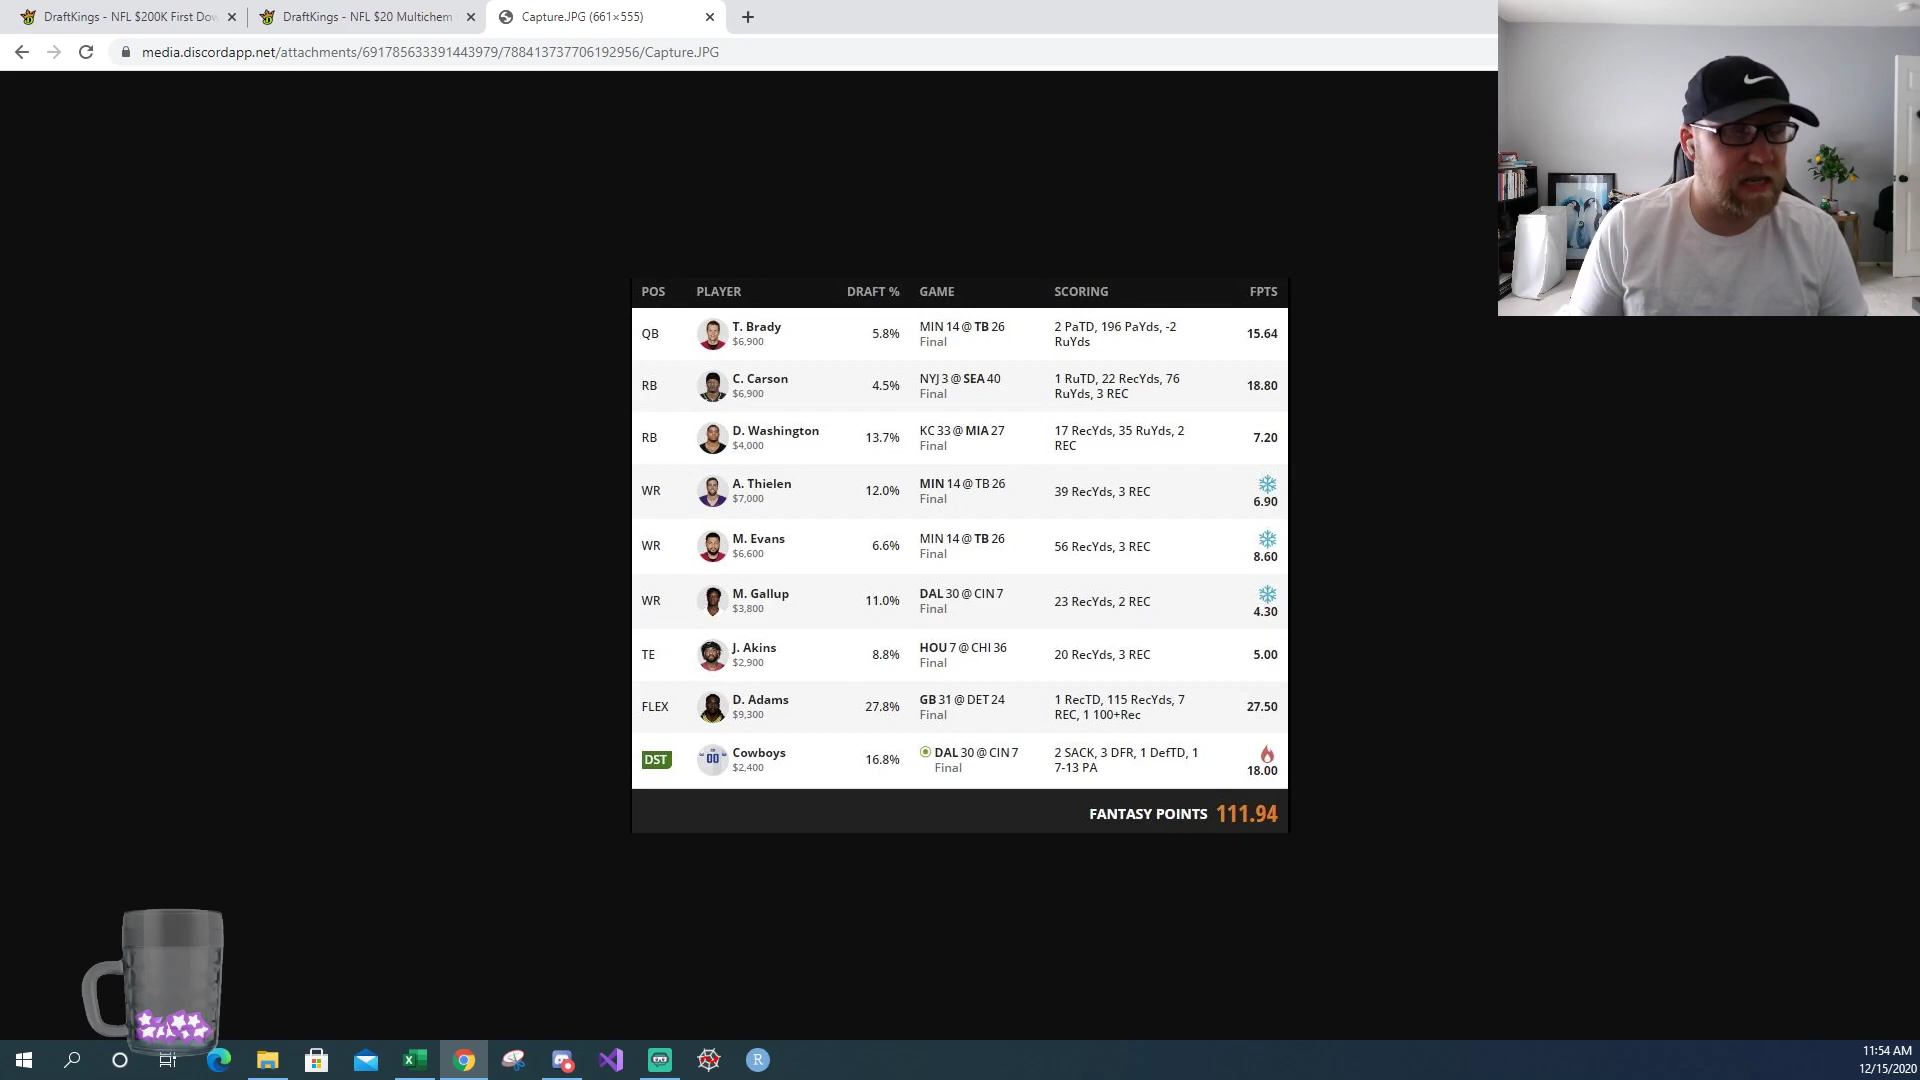 DraftKings - NFL $200K First Dow
DraftKings - NFL $20 Multichem
Capture.JPG (661×555)
media.discordapp.net/attachments/691785633391443979/788413737706192956/Capture.JPG
POS PLAYER DRAFT % GAME SCORING FPTS
QB T. Brady $6,900 5.8% MIN 14 @ TB 26 Final 2 PaTD, 196 PaYds, -2 RuYds 15.64
RB C. Carson $6,900 4.5% NYJ 3 @ SEA 40 Final 1 RuTD, 22 RecYds, 76 RuYds, 3 REC 18.80
RB D. Washington $4,000 13.7% KC 33 @ MIA 27 Final 17 RecYds, 35 RuYds, 2 REC 7.20
WR A. Thielen $7,000 12.0% MIN 14 @ TB 26 Final 39 RecYds, 3 REC 6.90
WR M. Evans $6,600 6.6% MIN 14 @ TB 26 Final 56 RecYds, 3 REC 8.60
WR M. Gallup $3,800 11.0% DAL 30 @ CIN 7 Final 23 RecYds, 2 REC 4.30
TE J. Akins $2,900 8.8% HOU 7 @ CHI 36 Final 20 RecYds, 3 REC 5.00
FLEX D. Adams $9,300 27.8% GB 31 @ DET 24 Final 1 RecTD, 115 RecYds, 7 REC, 1 100+Rec 27.50
DST 00 Cowboys $2,400 16.8% DAL 30 @ CIN 7 Final 2 SACK, 3 DFR, 1 DefTD, 1 7-13 PA 18.00
FANTASY POINTS 111.94
R
11:54 AM
12/15/2020